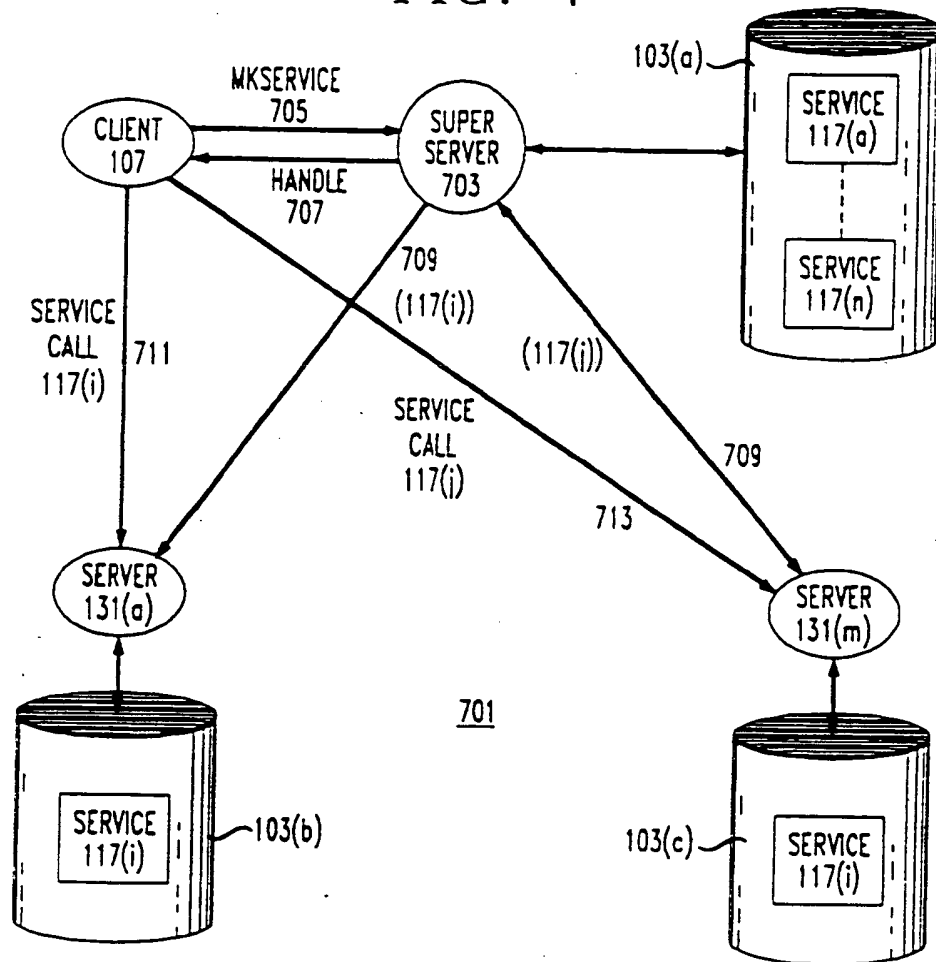 MKSERVICE
705
CLIENT
107
SUPER
SERVER
703
HANDLE
707
103(a)
SERVICE
117(a)
SERVICE
117(n)
709
(117(i))
SERVICE
CALL
117(i)
711
(117(j))
SERVICE
CALL
117(j)
709
713
SERVER
131(a)
SERVER
131(m)
701
SERVICE
117(i)
103(b)
103(c)
SERVICE
117(i)